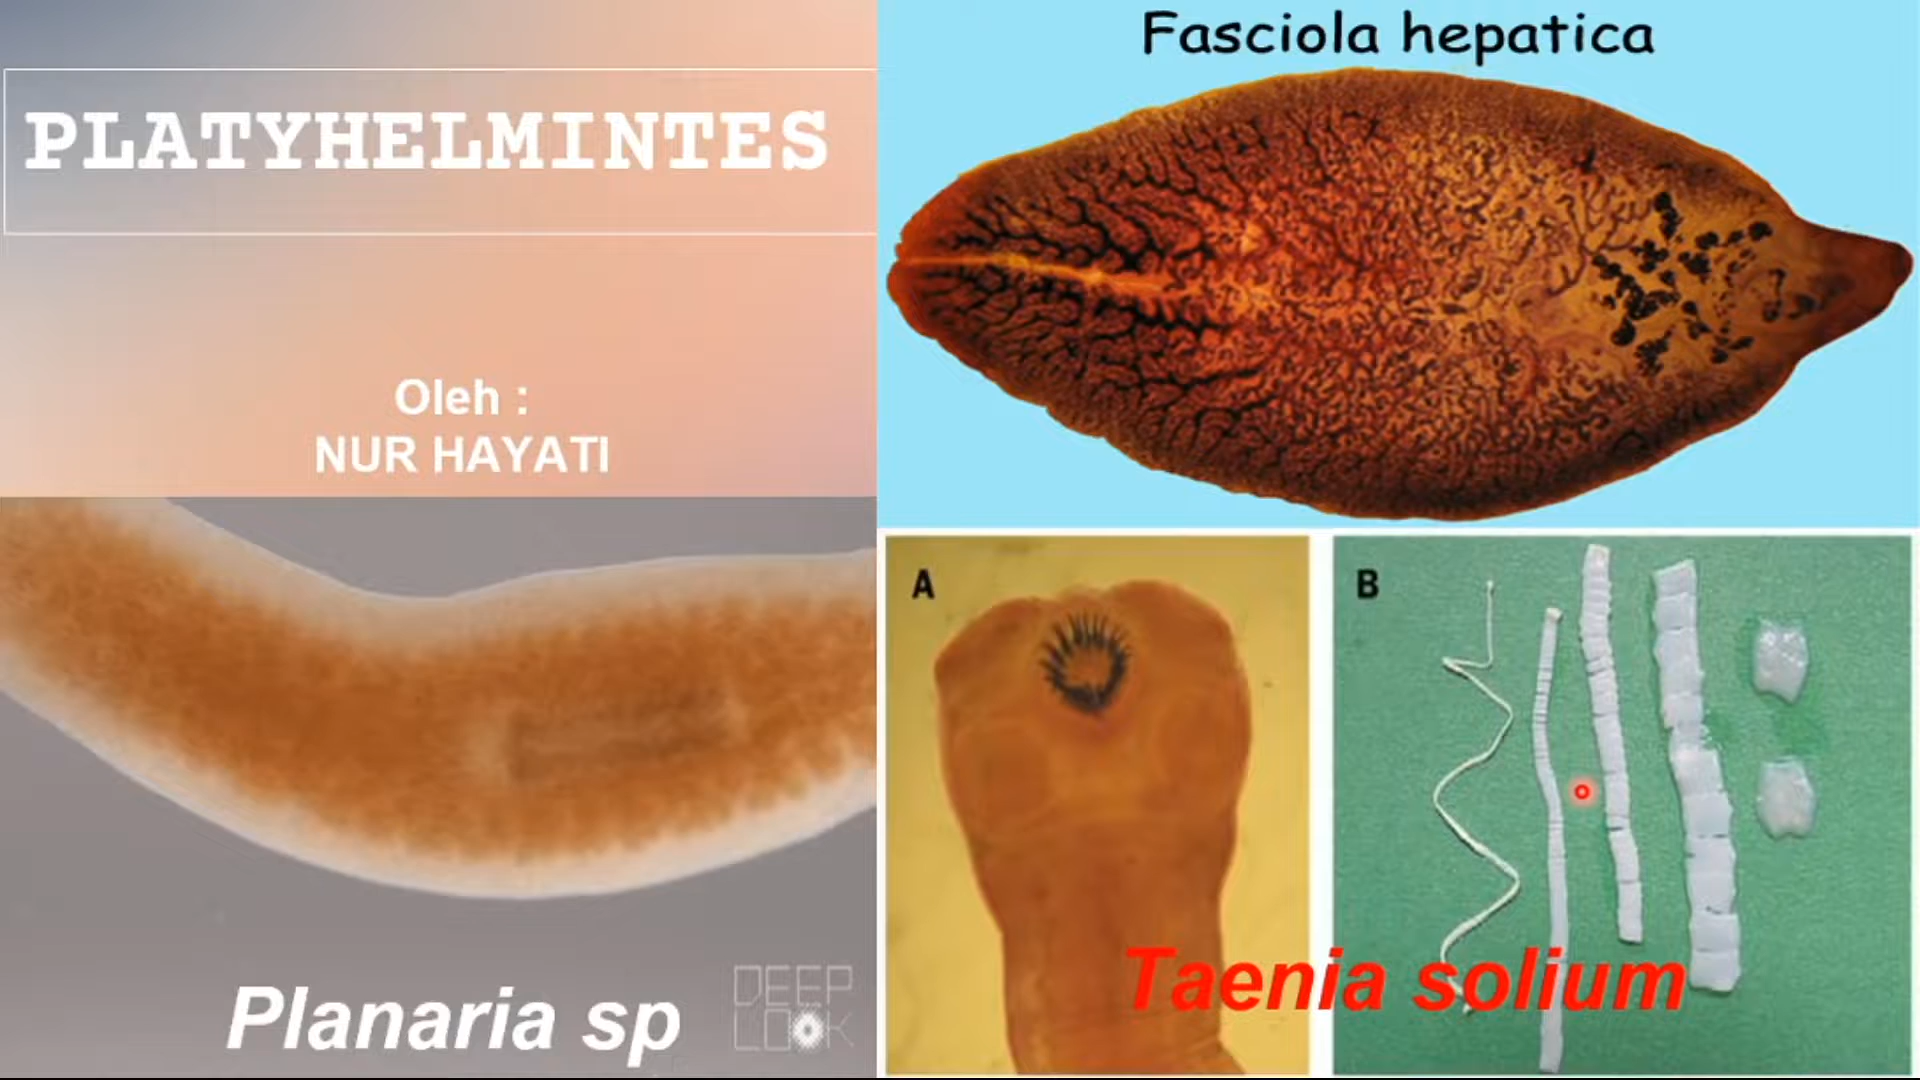 PLATYHELMINTES
Oleh :
NUR HAYATI
Fasciola hepatica
Planaria sp
DEEP
LOOK
A
B
Taenia solium